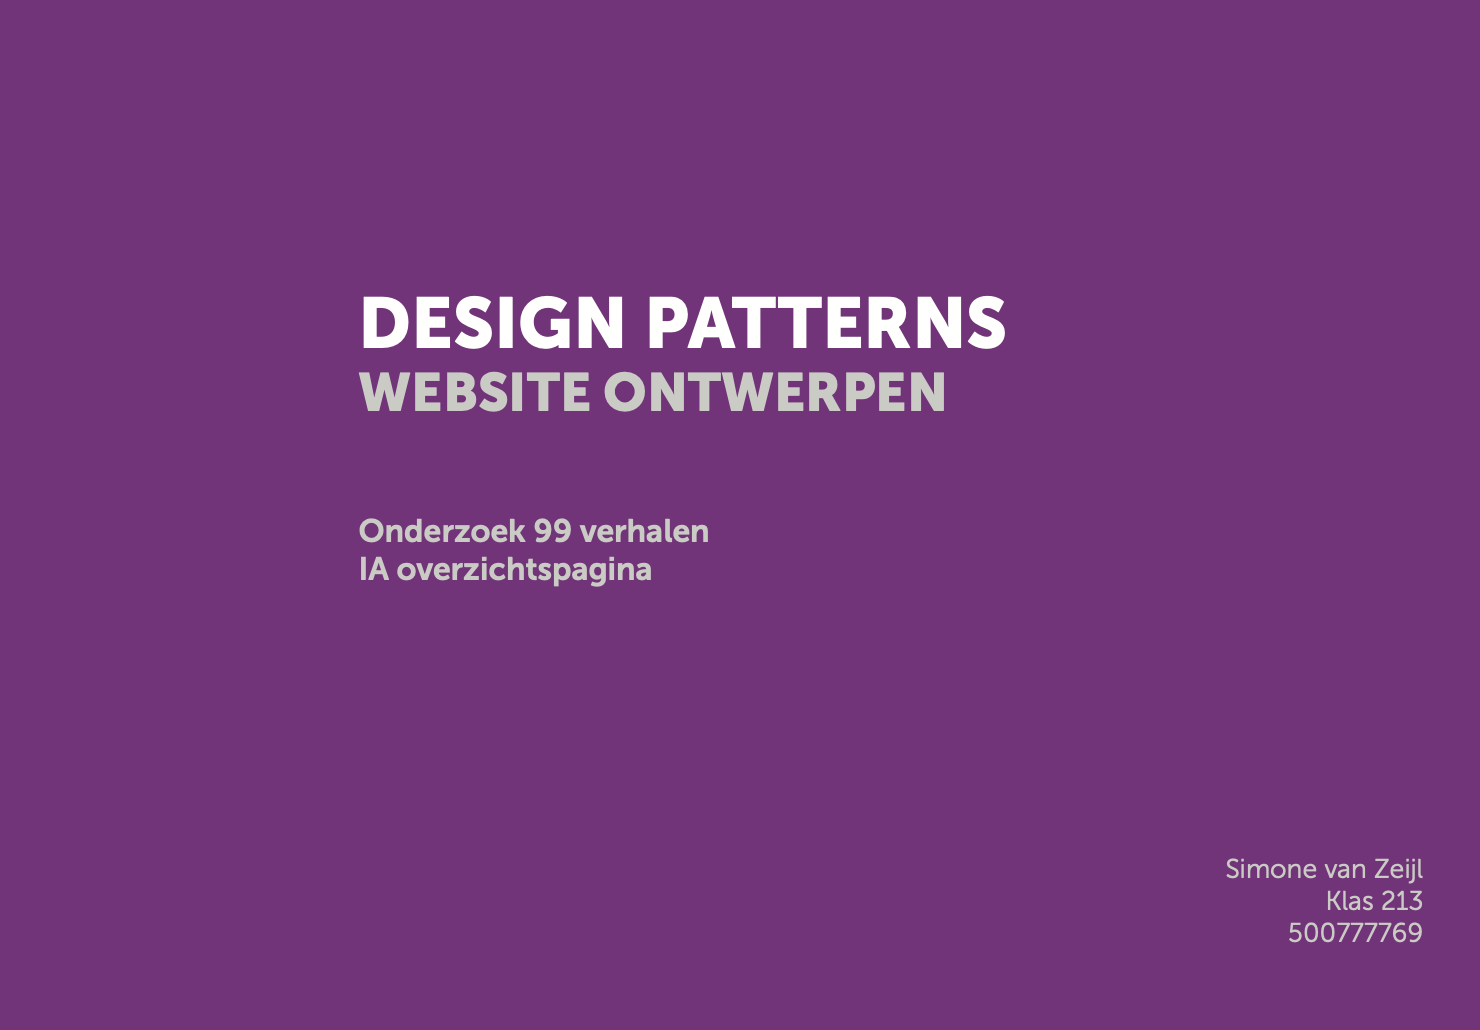 DESIGN PATTERNS
WEBSITE ONTWERPEN
Onderzoek 99 verhalen
IA overzichtspagina
Simone van Zeijl
Klas 213
500777769